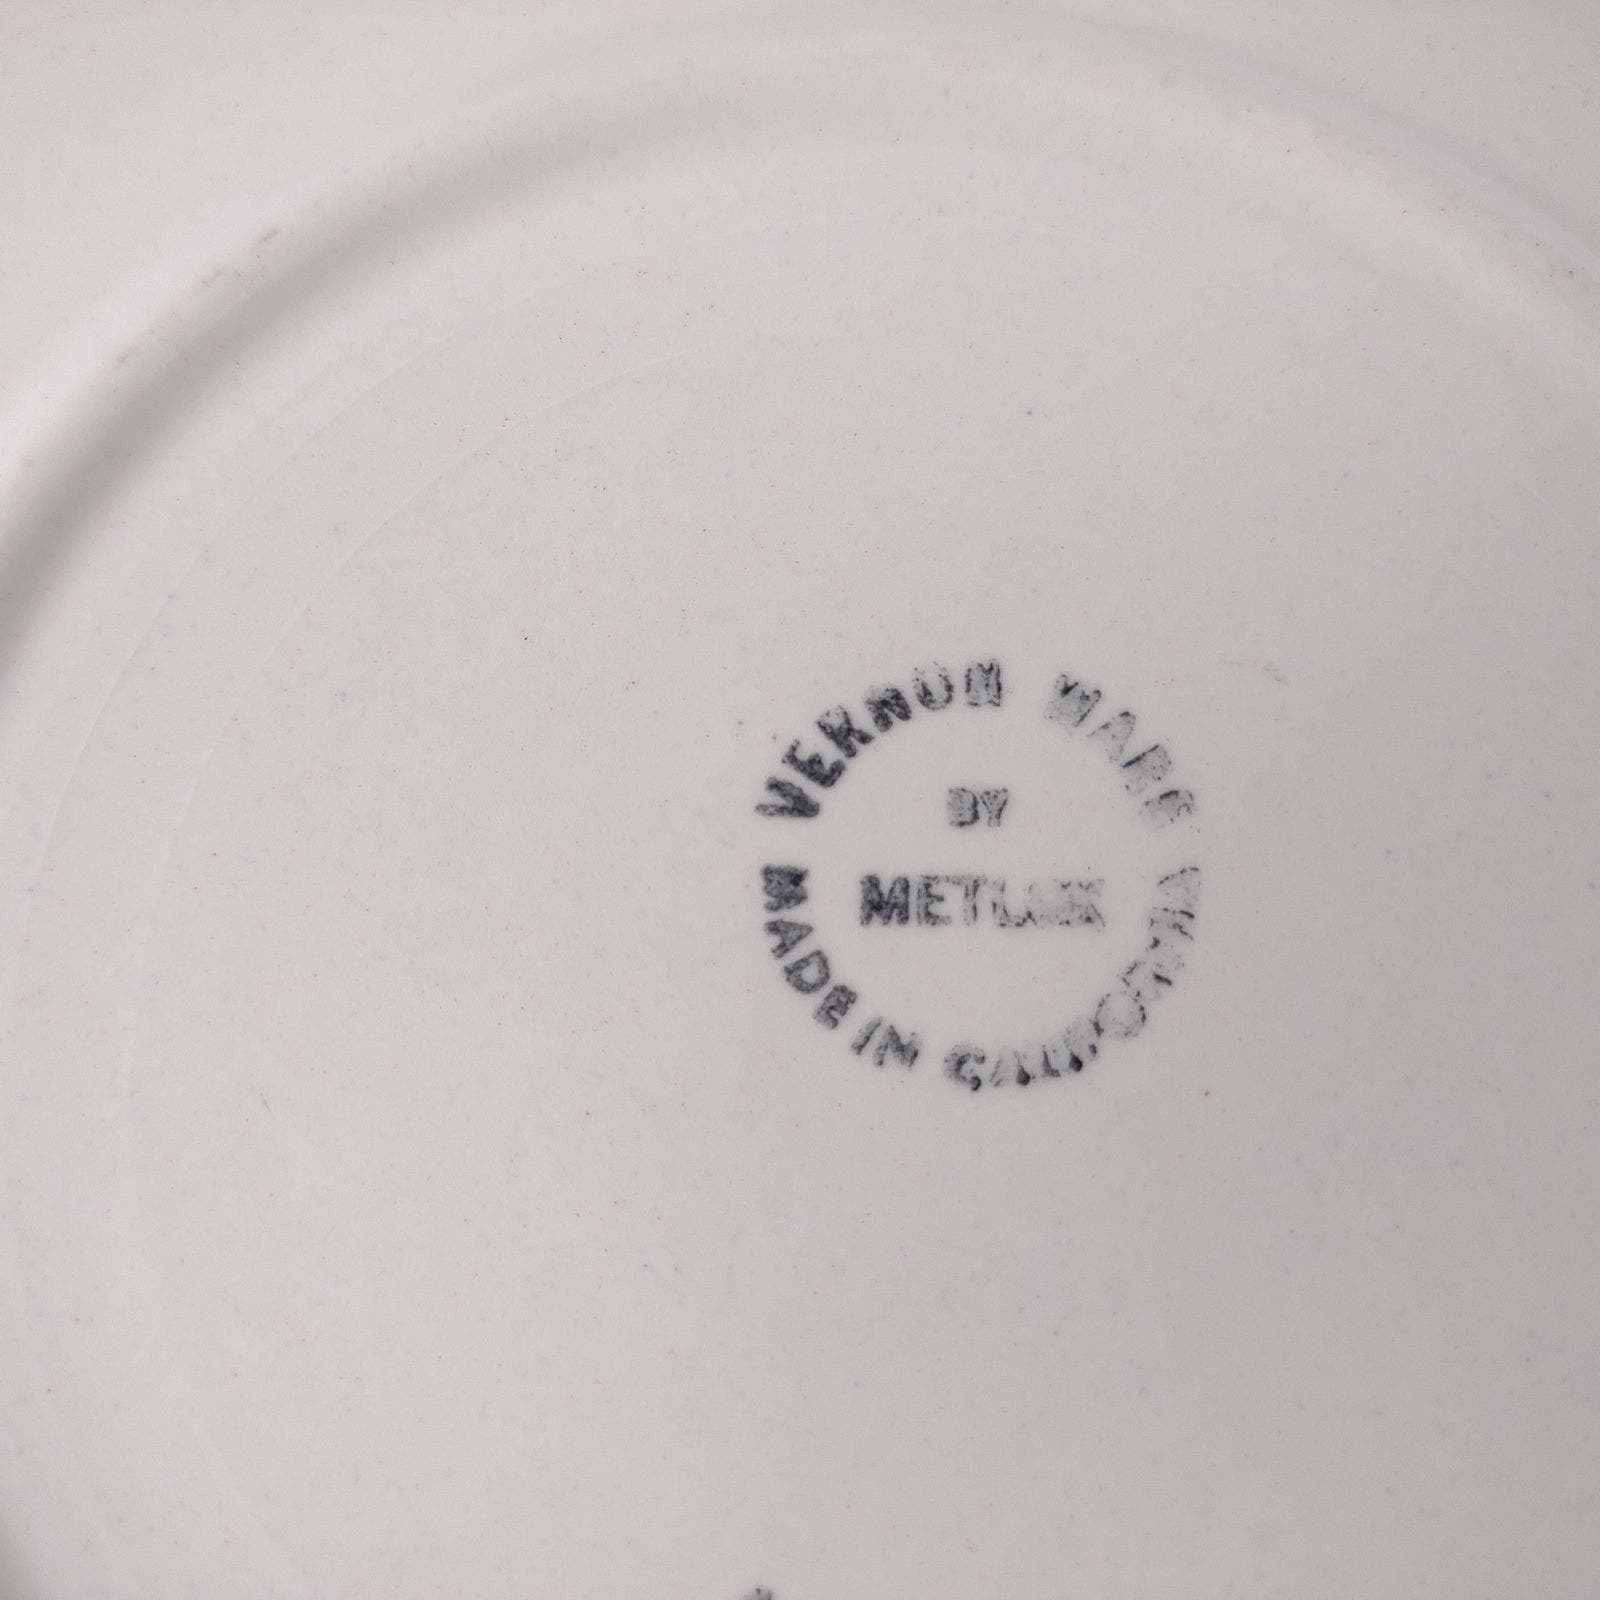 VERNON WARE
BY
METLOX
MADE IN CALIFORNIA